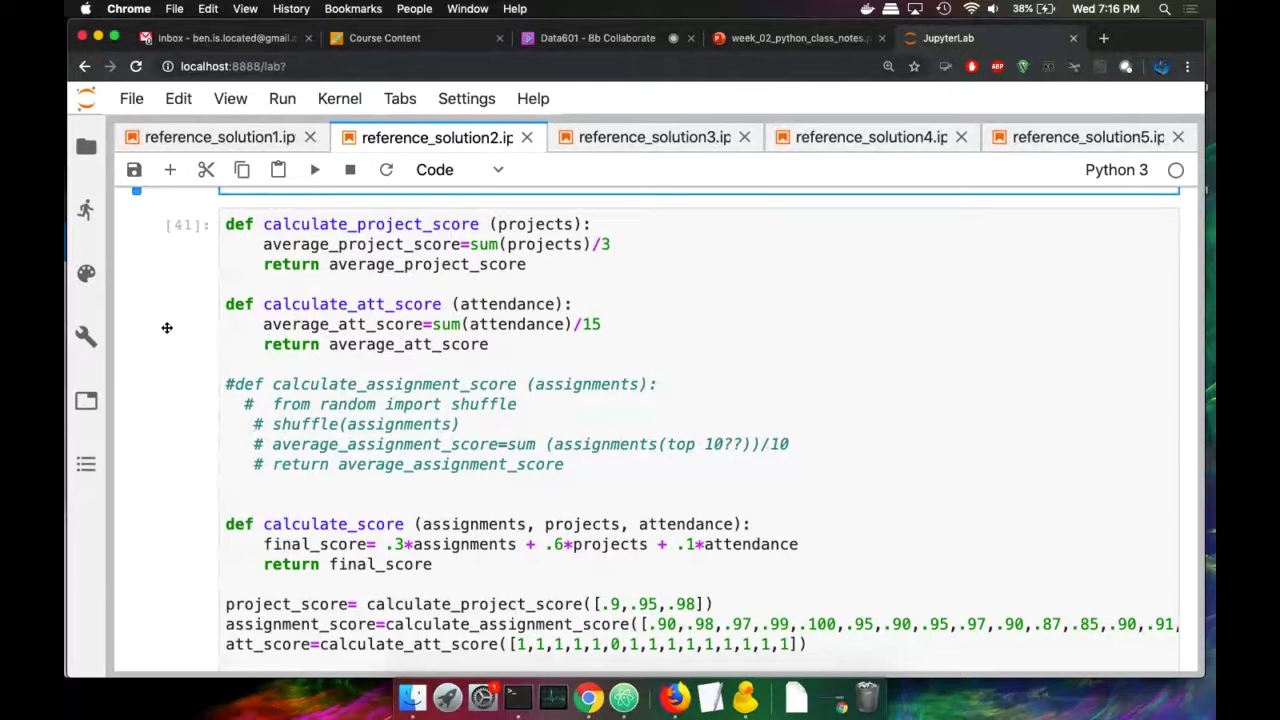 Chrome File Edit View History Bookmarks People Window Help 38% Wed 7:16 PM
Inbox - ben.is.located@gmail.c Course Content Data601 - Bb Collaborate week_02_python_class_notes.p JupyterLab
localhost:8888/lab?
ABP
File Edit View Run Kernel Tabs Settings Help
reference_solution1.ip reference_solution2.ip reference_solution3.ip reference_solution4.ip reference_solution5.ip
Code Python 3
[41]:
def calculate_project_score (projects):
average_project_score=sum(projects)/3
return average_project_score
def calculate_att_score (attendance):
average_att_score=sum(attendance)/15
return average_att_score
#def calculate_assignment_score (assignments):
# from random import shuffle
# shuffle(assignments)
# average_assignment_score=sum (assignments(top 10??))/10
# return average_assignment_score
def calculate_score (assignments, projects, attendance):
final_score= .3*assignments + .6*projects + .1*attendance
return final_score
project_score= calculate_project_score([.9,.95,.98])
assignment_score=calculate_assignment_score([.90,.98,.97,.99,.100,.95,.90,.95,.97,.90,.87,.85,.90,.91,
att_score=calculate_att_score([1,1,1,1,1,0,1,1,1,1,1,1,1,1,1])
1